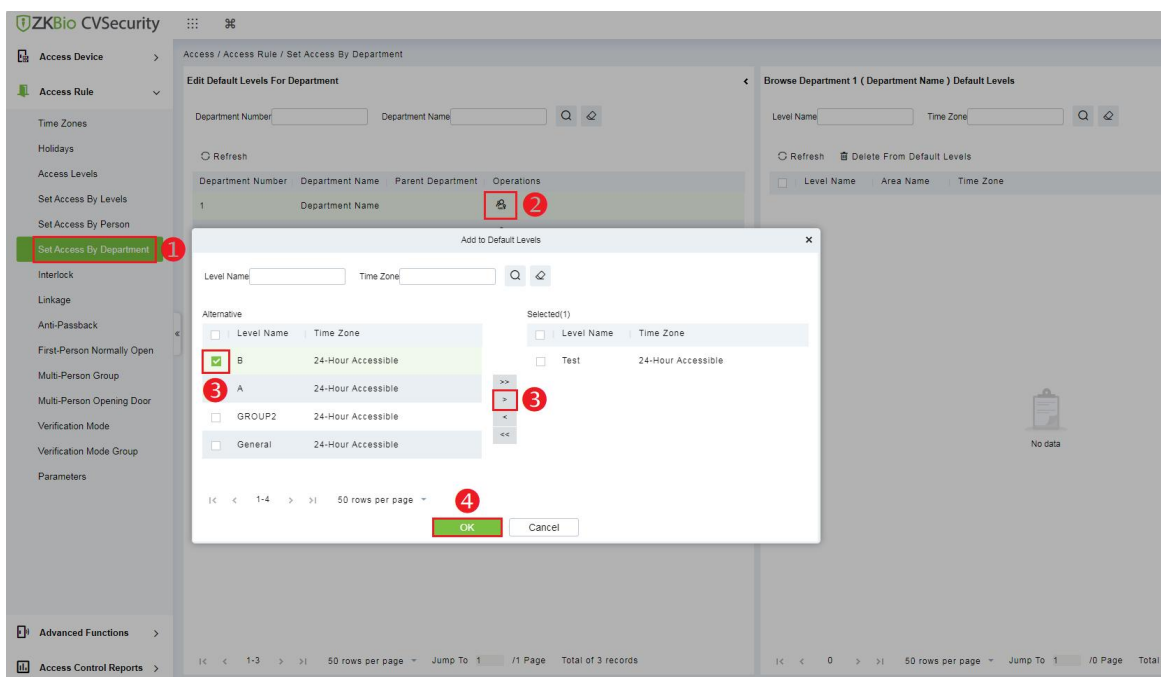 ZKBio CVSecurity
Access Device
Access Rule
Time Zones
Holidays
Access Levels
Set Access By Levels
Set Access By Person
Set Access By Department 1
Interlock
Linkage
Anti-Passback
First-Person Normally Open
Multi-Person Group
Multi-Person Opening Door
Verification Mode
Verification Mode Group
Parameters
Advanced Functions
Access Control Reports
Access / Access Rule / Set Access By Department
Edit Default Levels For Department
Department Number Department Name
Refresh
Department Number Department Name Parent Department Operations
1 Department Name 2
Add to Default Levels
Level Name Time Zone
Alternative
Level Name Time Zone
B 24-Hour Accessible
3 A 24-Hour Accessible
GROUP2 24-Hour Accessible
General 24-Hour Accessible
>>
> 3
<
<<
Selected(1)
Level Name Time Zone
Test 24-Hour Accessible
1-4 50 rows per page
4
OK Cancel
1-3 50 rows per page Jump To 1 /1 Page Total of 3 records
Browse Department 1 ( Department Name ) Default Levels
Level Name Time Zone
Refresh Delete From Default Levels
Level Name Area Name Time Zone
No data
0 50 rows per page Jump To 1 /0 Page Total